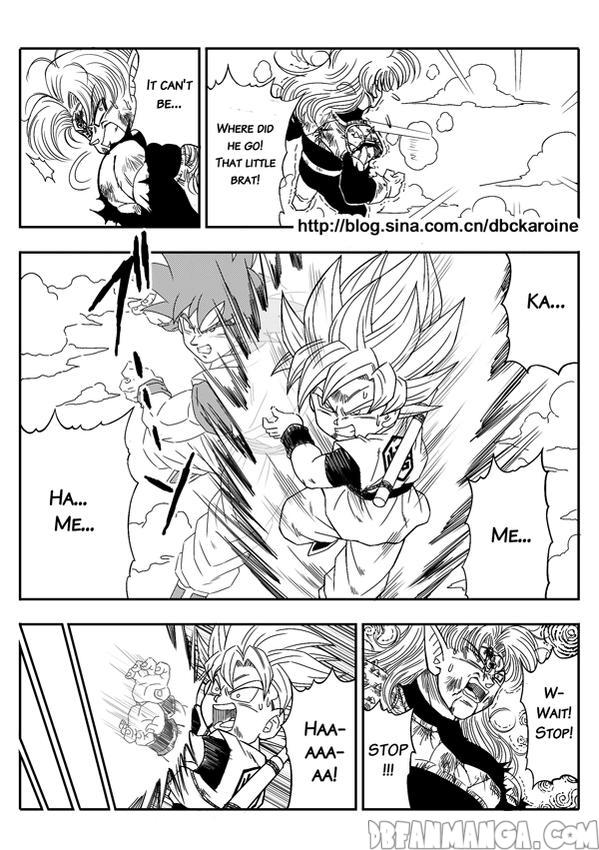 IT CAN'T
BE...
WHERE DID
HE GO!
THAT LITTLE
BRAT!
http://blog.sina.com.cn/dbckaroine
KA...
ME...
HA...
ME...
HAA-
AAA-
AA!
W-
WAIT!
STOP!
STOP
!!!
DBFANMANGA.COM